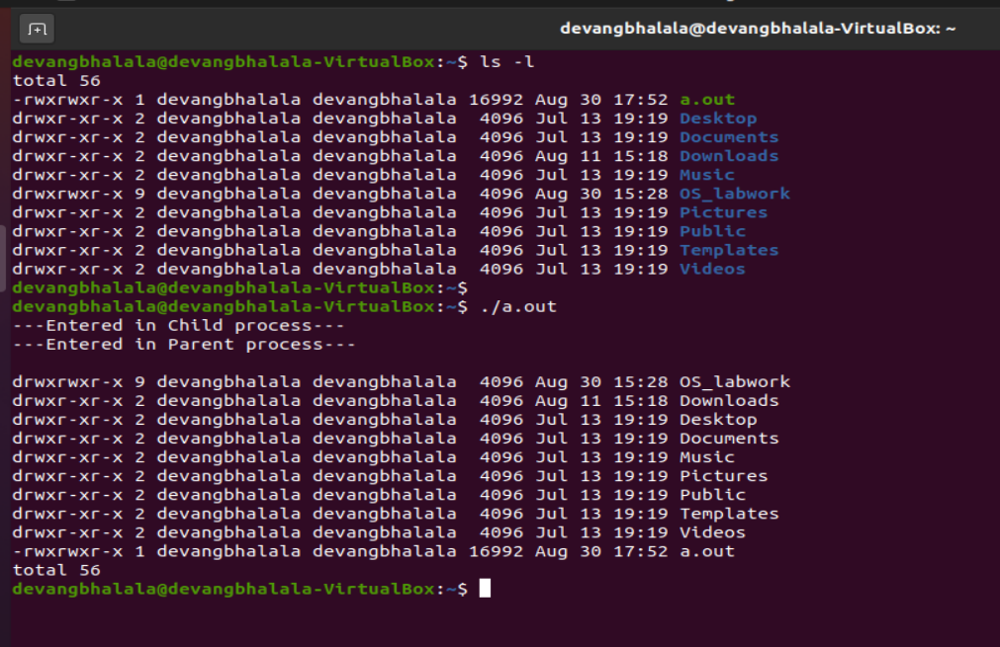 devangbhalala@devangbhalala-VirtualBox: ~
devangbhalala@devangbhalala-VirtualBox:~$ ls -l
total 56
-rwxrwxr-x 1 devangbhalala devangbhalala 16992 Aug 30 17:52 a.out
drwxr-xr-x 2 devangbhalala devangbhalala  4096 Jul 13 19:19 Desktop
drwxr-xr-x 2 devangbhalala devangbhalala  4096 Jul 13 19:19 Documents
drwxr-xr-x 2 devangbhalala devangbhalala  4096 Aug 11 15:18 Downloads
drwxr-xr-x 2 devangbhalala devangbhalala  4096 Jul 13 19:19 Music
drwxrwxr-x 9 devangbhalala devangbhalala  4096 Aug 30 15:28 OS_labwork
drwxr-xr-x 2 devangbhalala devangbhalala  4096 Jul 13 19:19 Pictures
drwxr-xr-x 2 devangbhalala devangbhalala  4096 Jul 13 19:19 Public
drwxr-xr-x 2 devangbhalala devangbhalala  4096 Jul 13 19:19 Templates
drwxr-xr-x 2 devangbhalala devangbhalala  4096 Jul 13 19:19 Videos
devangbhalala@devangbhalala-VirtualBox:~$
devangbhalala@devangbhalala-VirtualBox:~$ ./a.out
---Entered in Child process---
---Entered in Parent process---
drwxrwxr-x 9 devangbhalala devangbhalala  4096 Aug 30 15:28 OS_labwork
drwxr-xr-x 2 devangbhalala devangbhalala  4096 Aug 11 15:18 Downloads
drwxr-xr-x 2 devangbhalala devangbhalala  4096 Jul 13 19:19 Desktop
drwxr-xr-x 2 devangbhalala devangbhalala  4096 Jul 13 19:19 Documents
drwxr-xr-x 2 devangbhalala devangbhalala  4096 Jul 13 19:19 Music
drwxr-xr-x 2 devangbhalala devangbhalala  4096 Jul 13 19:19 Pictures
drwxr-xr-x 2 devangbhalala devangbhalala  4096 Jul 13 19:19 Public
drwxr-xr-x 2 devangbhalala devangbhalala  4096 Jul 13 19:19 Templates
drwxr-xr-x 2 devangbhalala devangbhalala  4096 Jul 13 19:19 Videos
-rwxrwxr-x 1 devangbhalala devangbhalala 16992 Aug 30 17:52 a.out
total 56
devangbhalala@devangbhalala-VirtualBox:~$